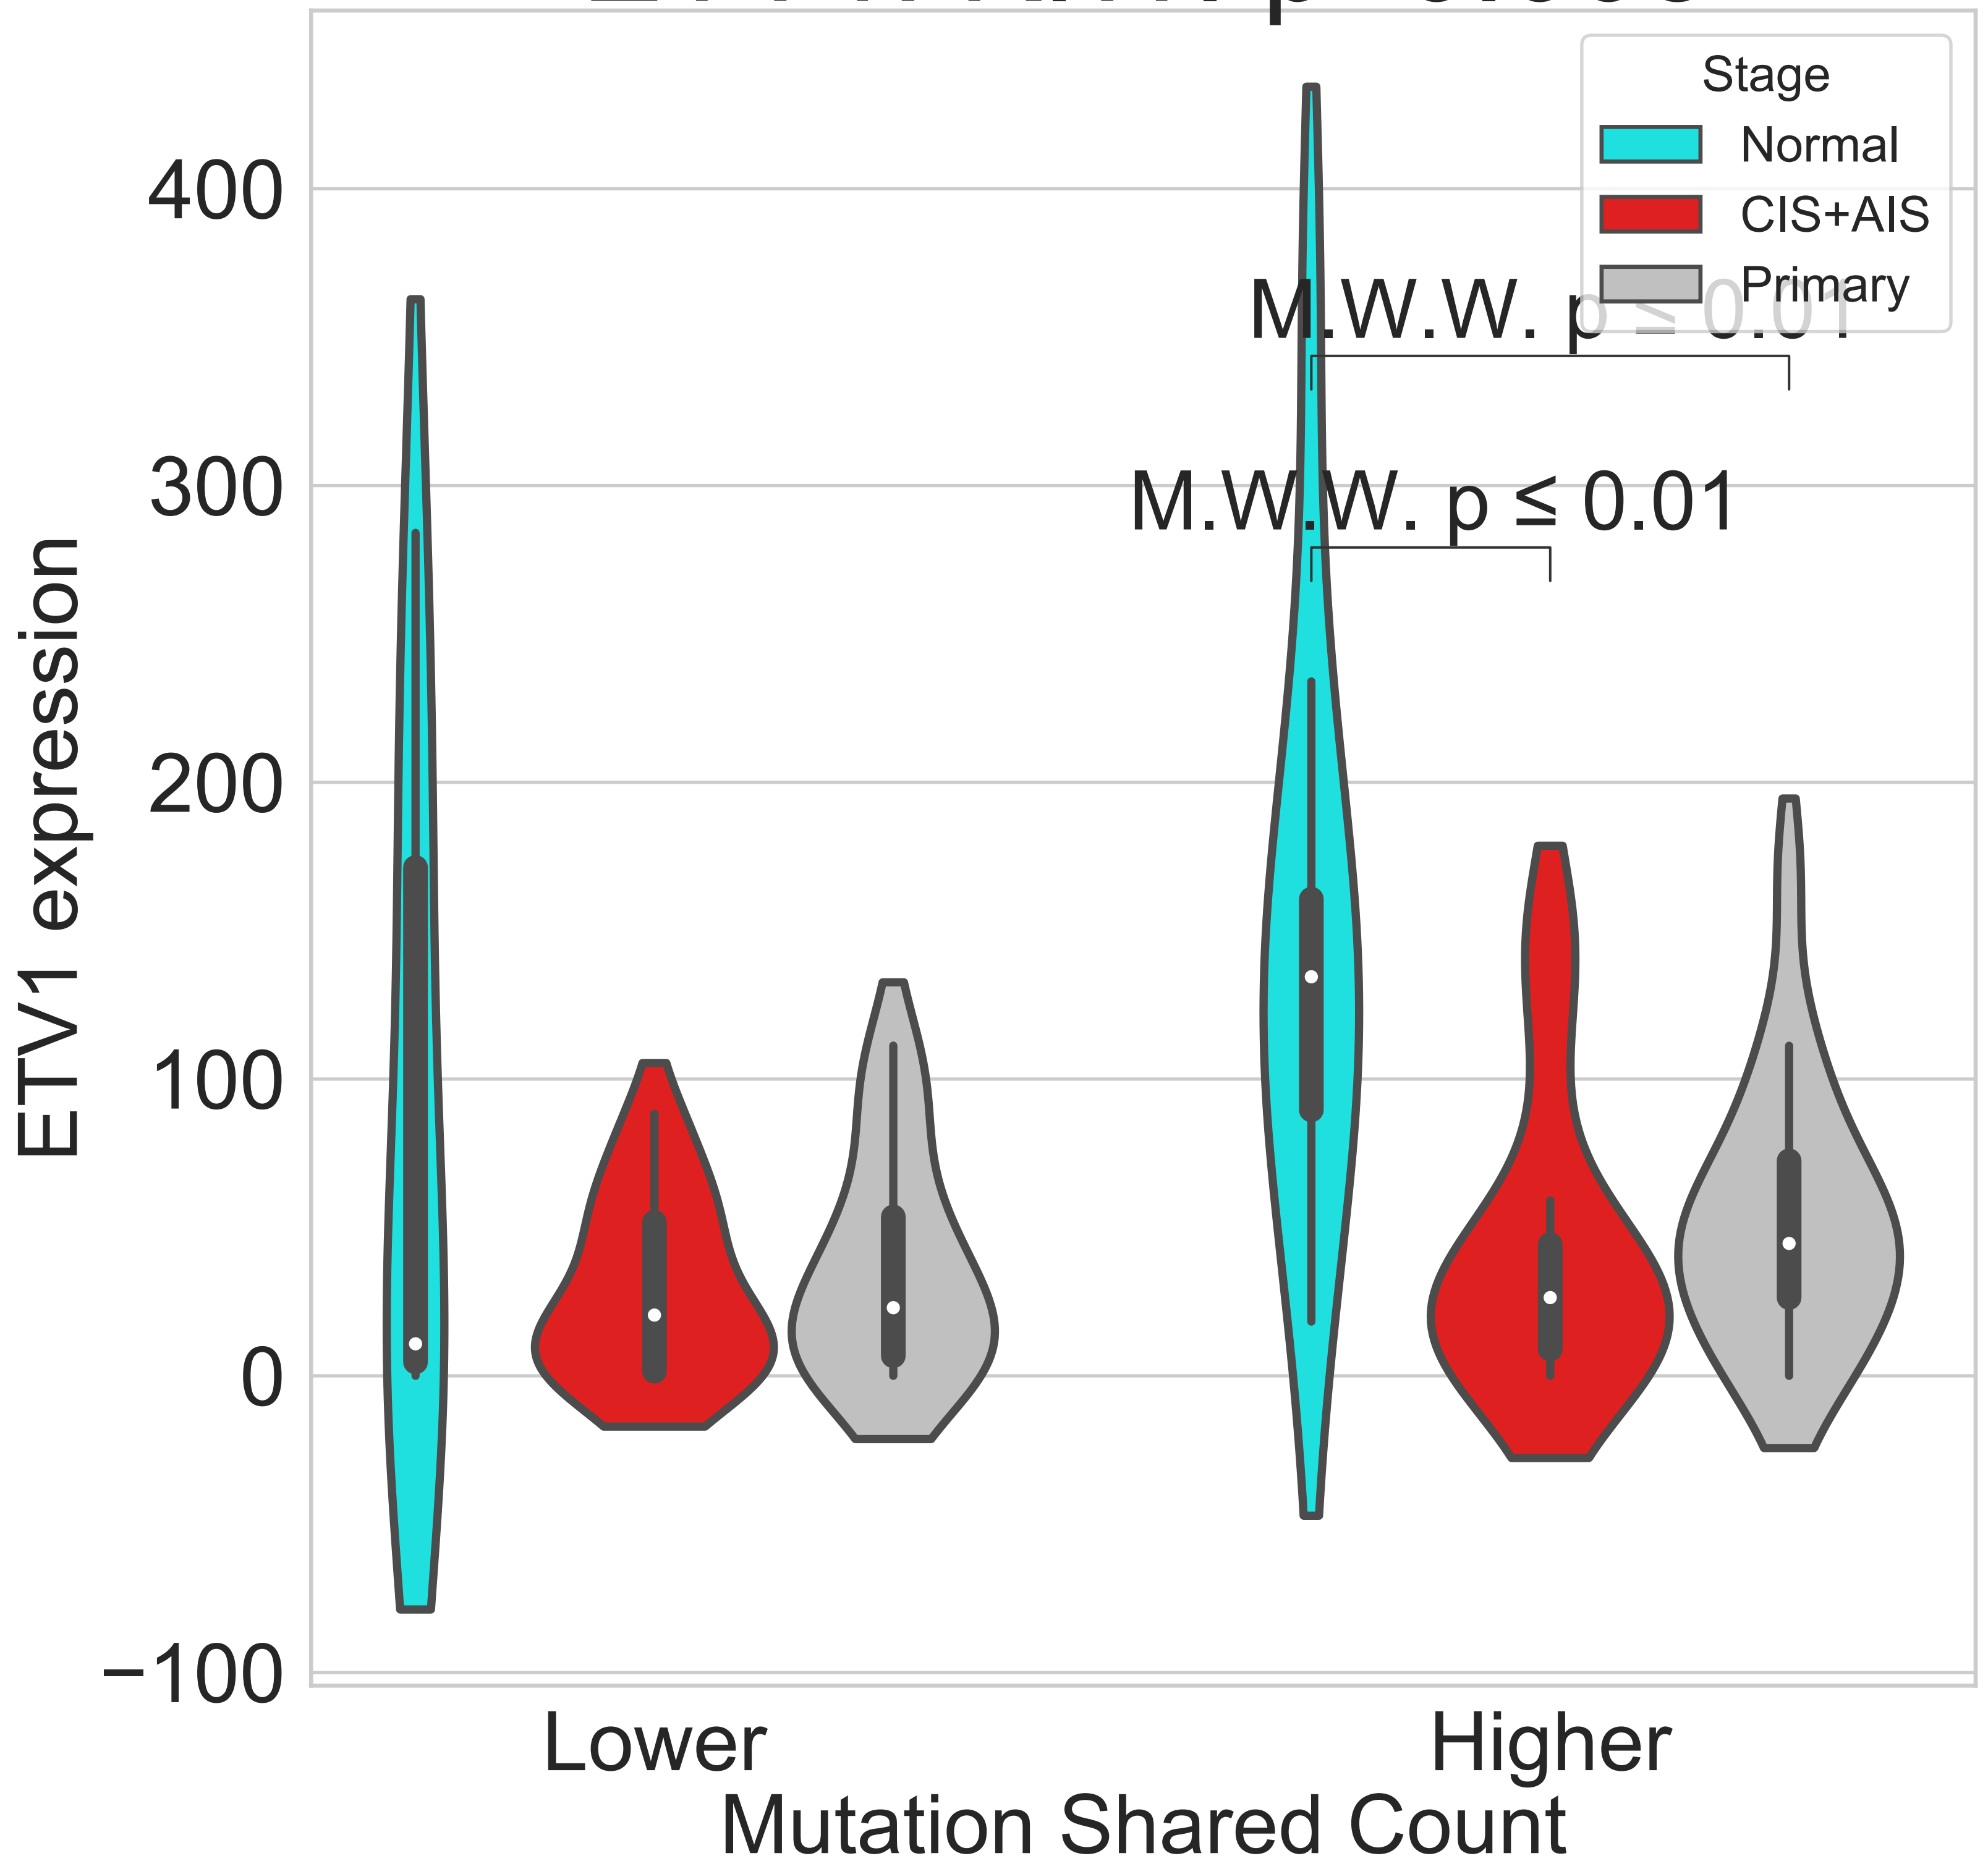 Stage
Normal
CIS+AIS
Primary
M.W.W. p ≤ 0.01
M.W.W. p ≤ 0.01
400
300
200
100
0
−100
ETV1 expression
Lower
Higher
Mutation Shared Count